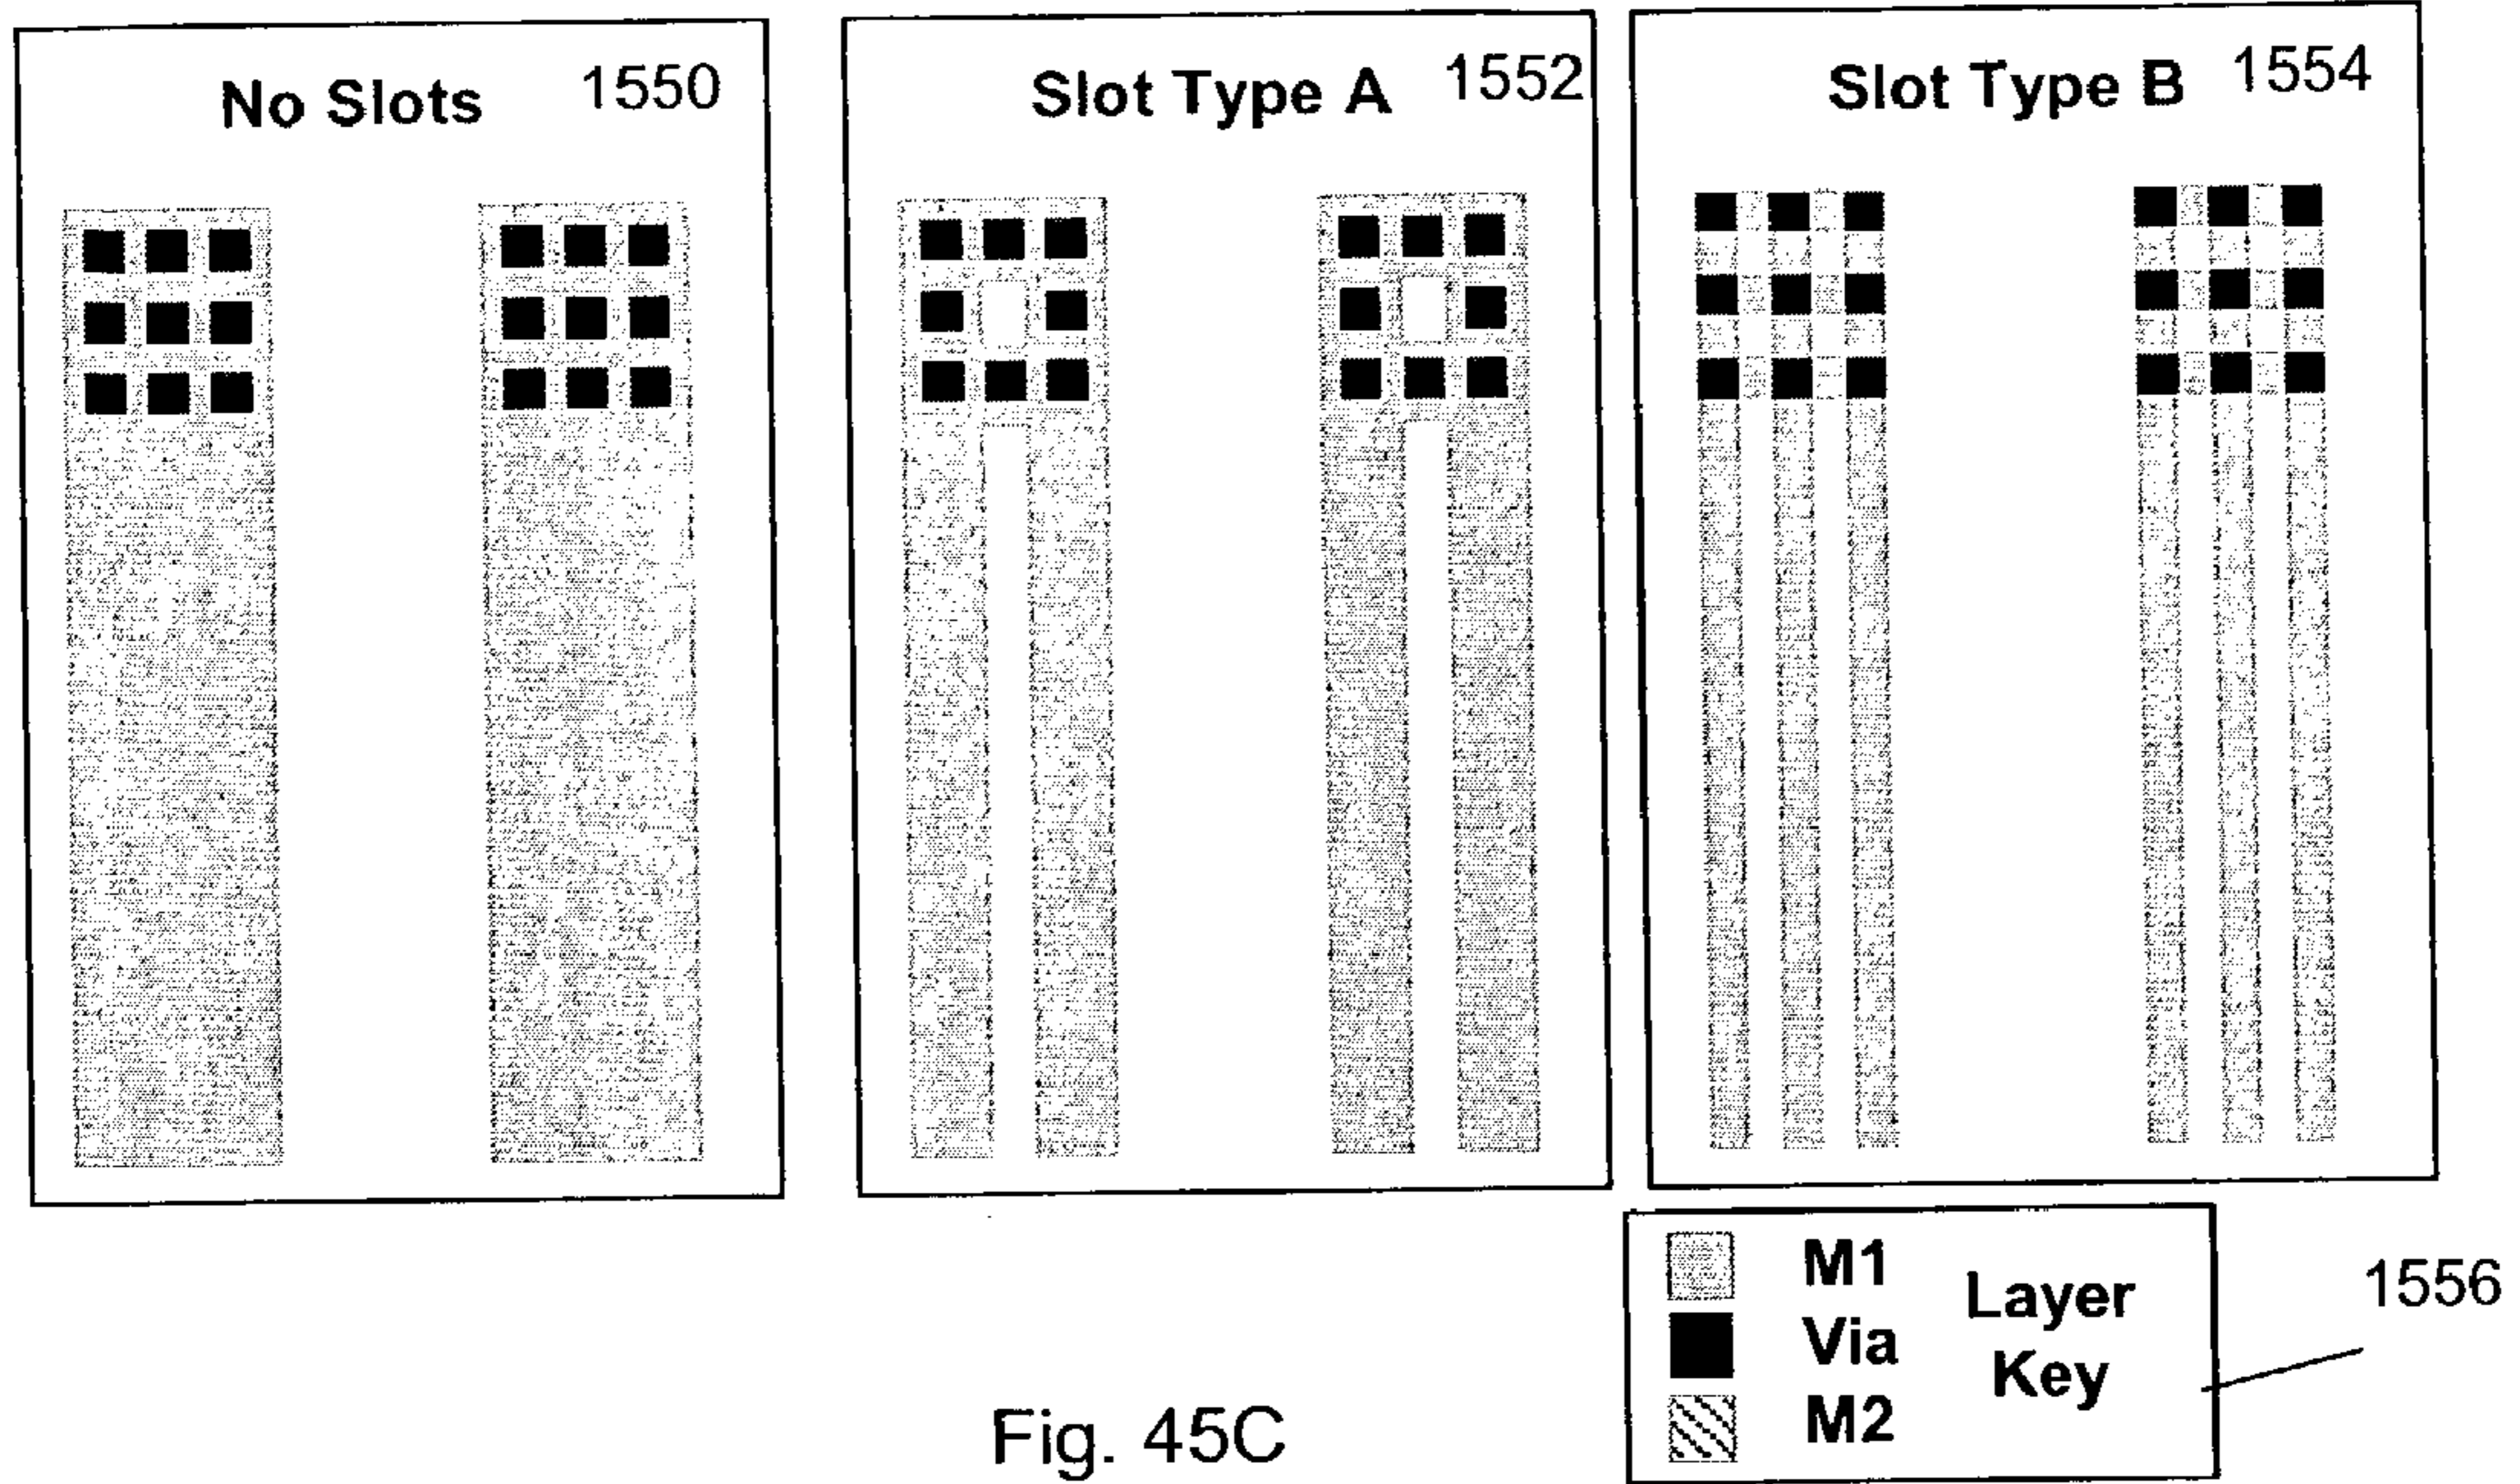 No Slots 1550
Slot Type A 1552
Slot Type B 1554
M1
Via
M2
Layer
Key
1556
Fig. 45C